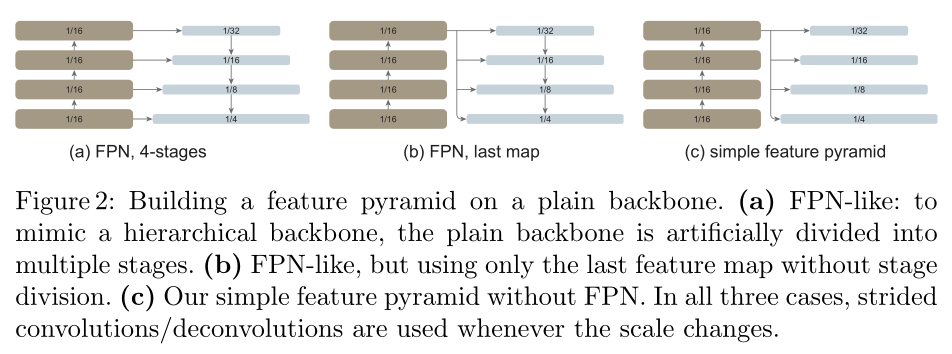 1/16 1/32 1/16 1/32 1/16 1/32
1/16 1/16 1/16 1/16 1/16 1/16
1/16 1/8 1/16 1/8 1/16 1/8
1/16 1/4 1/16 1/4 1/16 1/4
(a) FPN, 4-stages (b) FPN, last map (c) simple feature pyramid
Figure 2: Building a feature pyramid on a plain backbone. (a) FPN-like: to
mimic a hierarchical backbone, the plain backbone is artificially divided into
multiple stages. (b) FPN-like, but using only the last feature map without stage
division. (c) Our simple feature pyramid without FPN. In all three cases, strided
convolutions/deconvolutions are used whenever the scale changes.